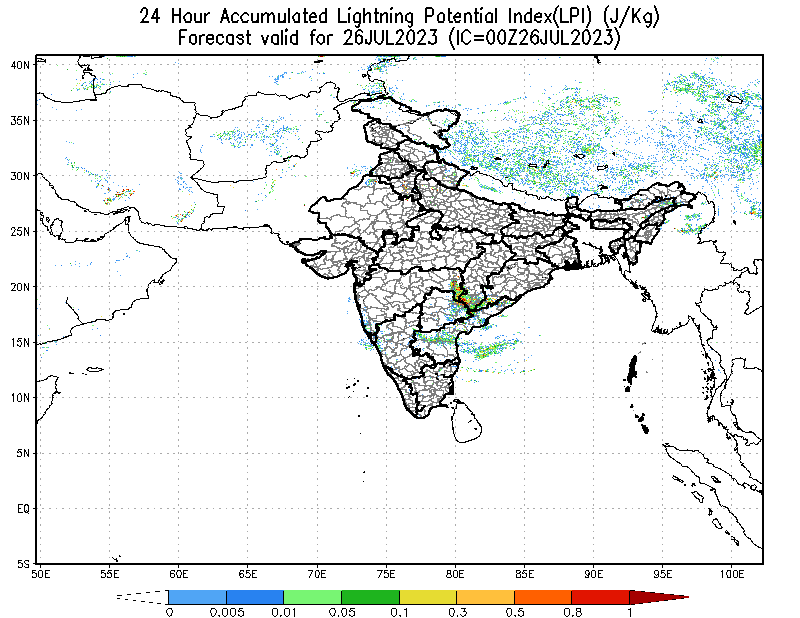 24 Hour Accumulated Lightning Potential Index(LPI) (J/Kg)
Forecast valid for 26JUL2023 (IC=00Z26JUL2023)
40N
35N
30N
25N
20N
15N
10N
5N
EQ
5S
50E 55E 60E 65E 70E 75E 80E 85E 90E 95E 100E
0 0.005 0.01 0.05 0.1 0.3 0.5 0.8 1